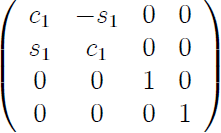 c₁ −s₁ 0 0
s₁ c₁ 0 0
0 0 1 0
0 0 0 1